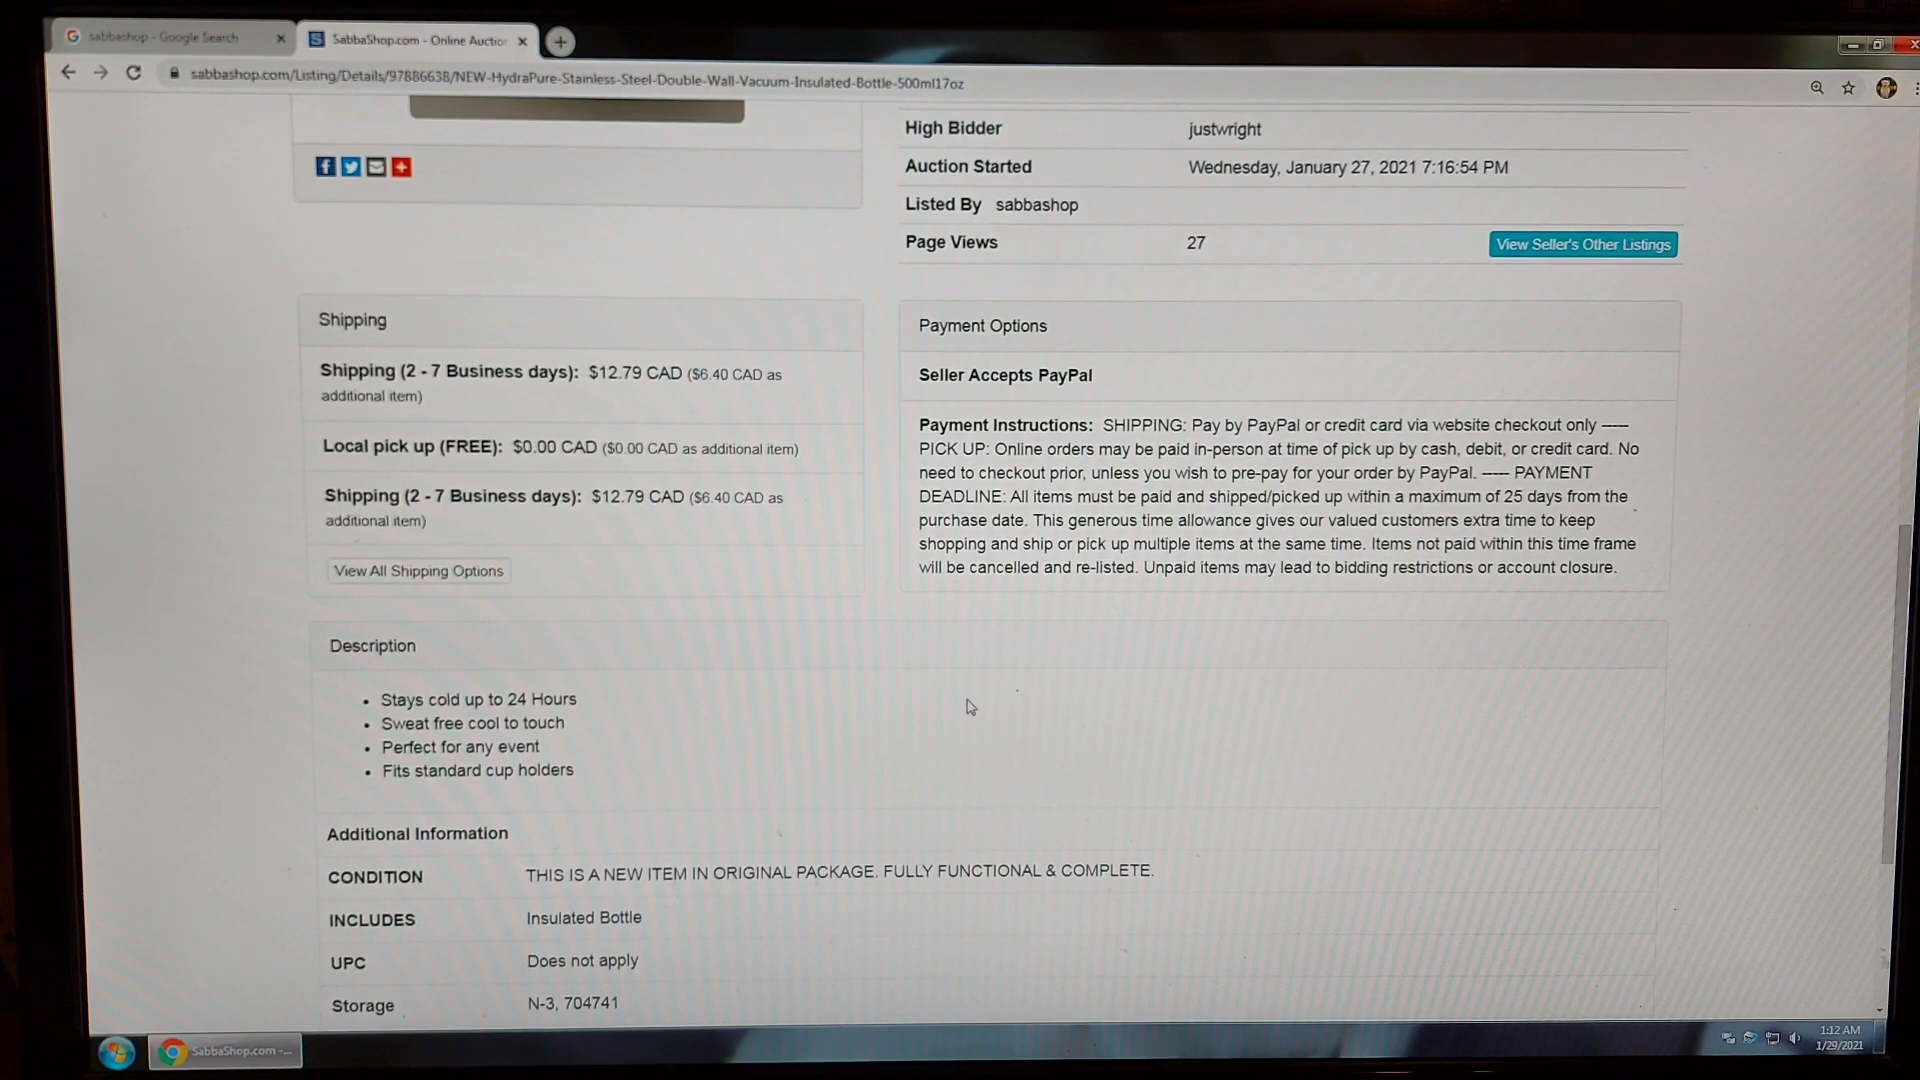 sabbashop - Google Search
SabbaShop.com - Online Auctio
sabbashop.com/Listing/Details/97886638/NEW-HydraPure-Stainless-Steel-Double-Wall-Vacuum-Insulated-Bottle-500ml17oz
High Bidder justwright
Auction Started Wednesday, January 27, 2021 7:16:54 PM
Listed By sabbashop
Page Views 27 View Seller's Other Listings
Shipping
Shipping (2 - 7 Business days): $12.79 CAD ($6.40 CAD as
additional item)
Local pick up (FREE): $0.00 CAD ($0.00 CAD as additional item)
Shipping (2 - 7 Business days): $12.79 CAD ($6.40 CAD as
additional item)
View All Shipping Options
Payment Options
Seller Accepts PayPal
Payment Instructions: SHIPPING: Pay by PayPal or credit card via website checkout only -----
PICK UP: Online orders may be paid in-person at time of pick up by cash, debit, or credit card. No
need to checkout prior, unless you wish to pre-pay for your order by PayPal. ----- PAYMENT
DEADLINE: All items must be paid and shipped/picked up within a maximum of 25 days from the
purchase date. This generous time allowance gives our valued customers extra time to keep
shopping and ship or pick up multiple items at the same time. Items not paid within this time frame
will be cancelled and re-listed. Unpaid items may lead to bidding restrictions or account closure.
Description
• Stays cold up to 24 Hours
• Sweat free cool to touch
• Perfect for any event
• Fits standard cup holders
Additional Information
CONDITION THIS IS A NEW ITEM IN ORIGINAL PACKAGE. FULLY FUNCTIONAL & COMPLETE.
INCLUDES Insulated Bottle
UPC Does not apply
Storage N-3, 704741
SabbaShop.com -...
1:12 AM
1/29/2021